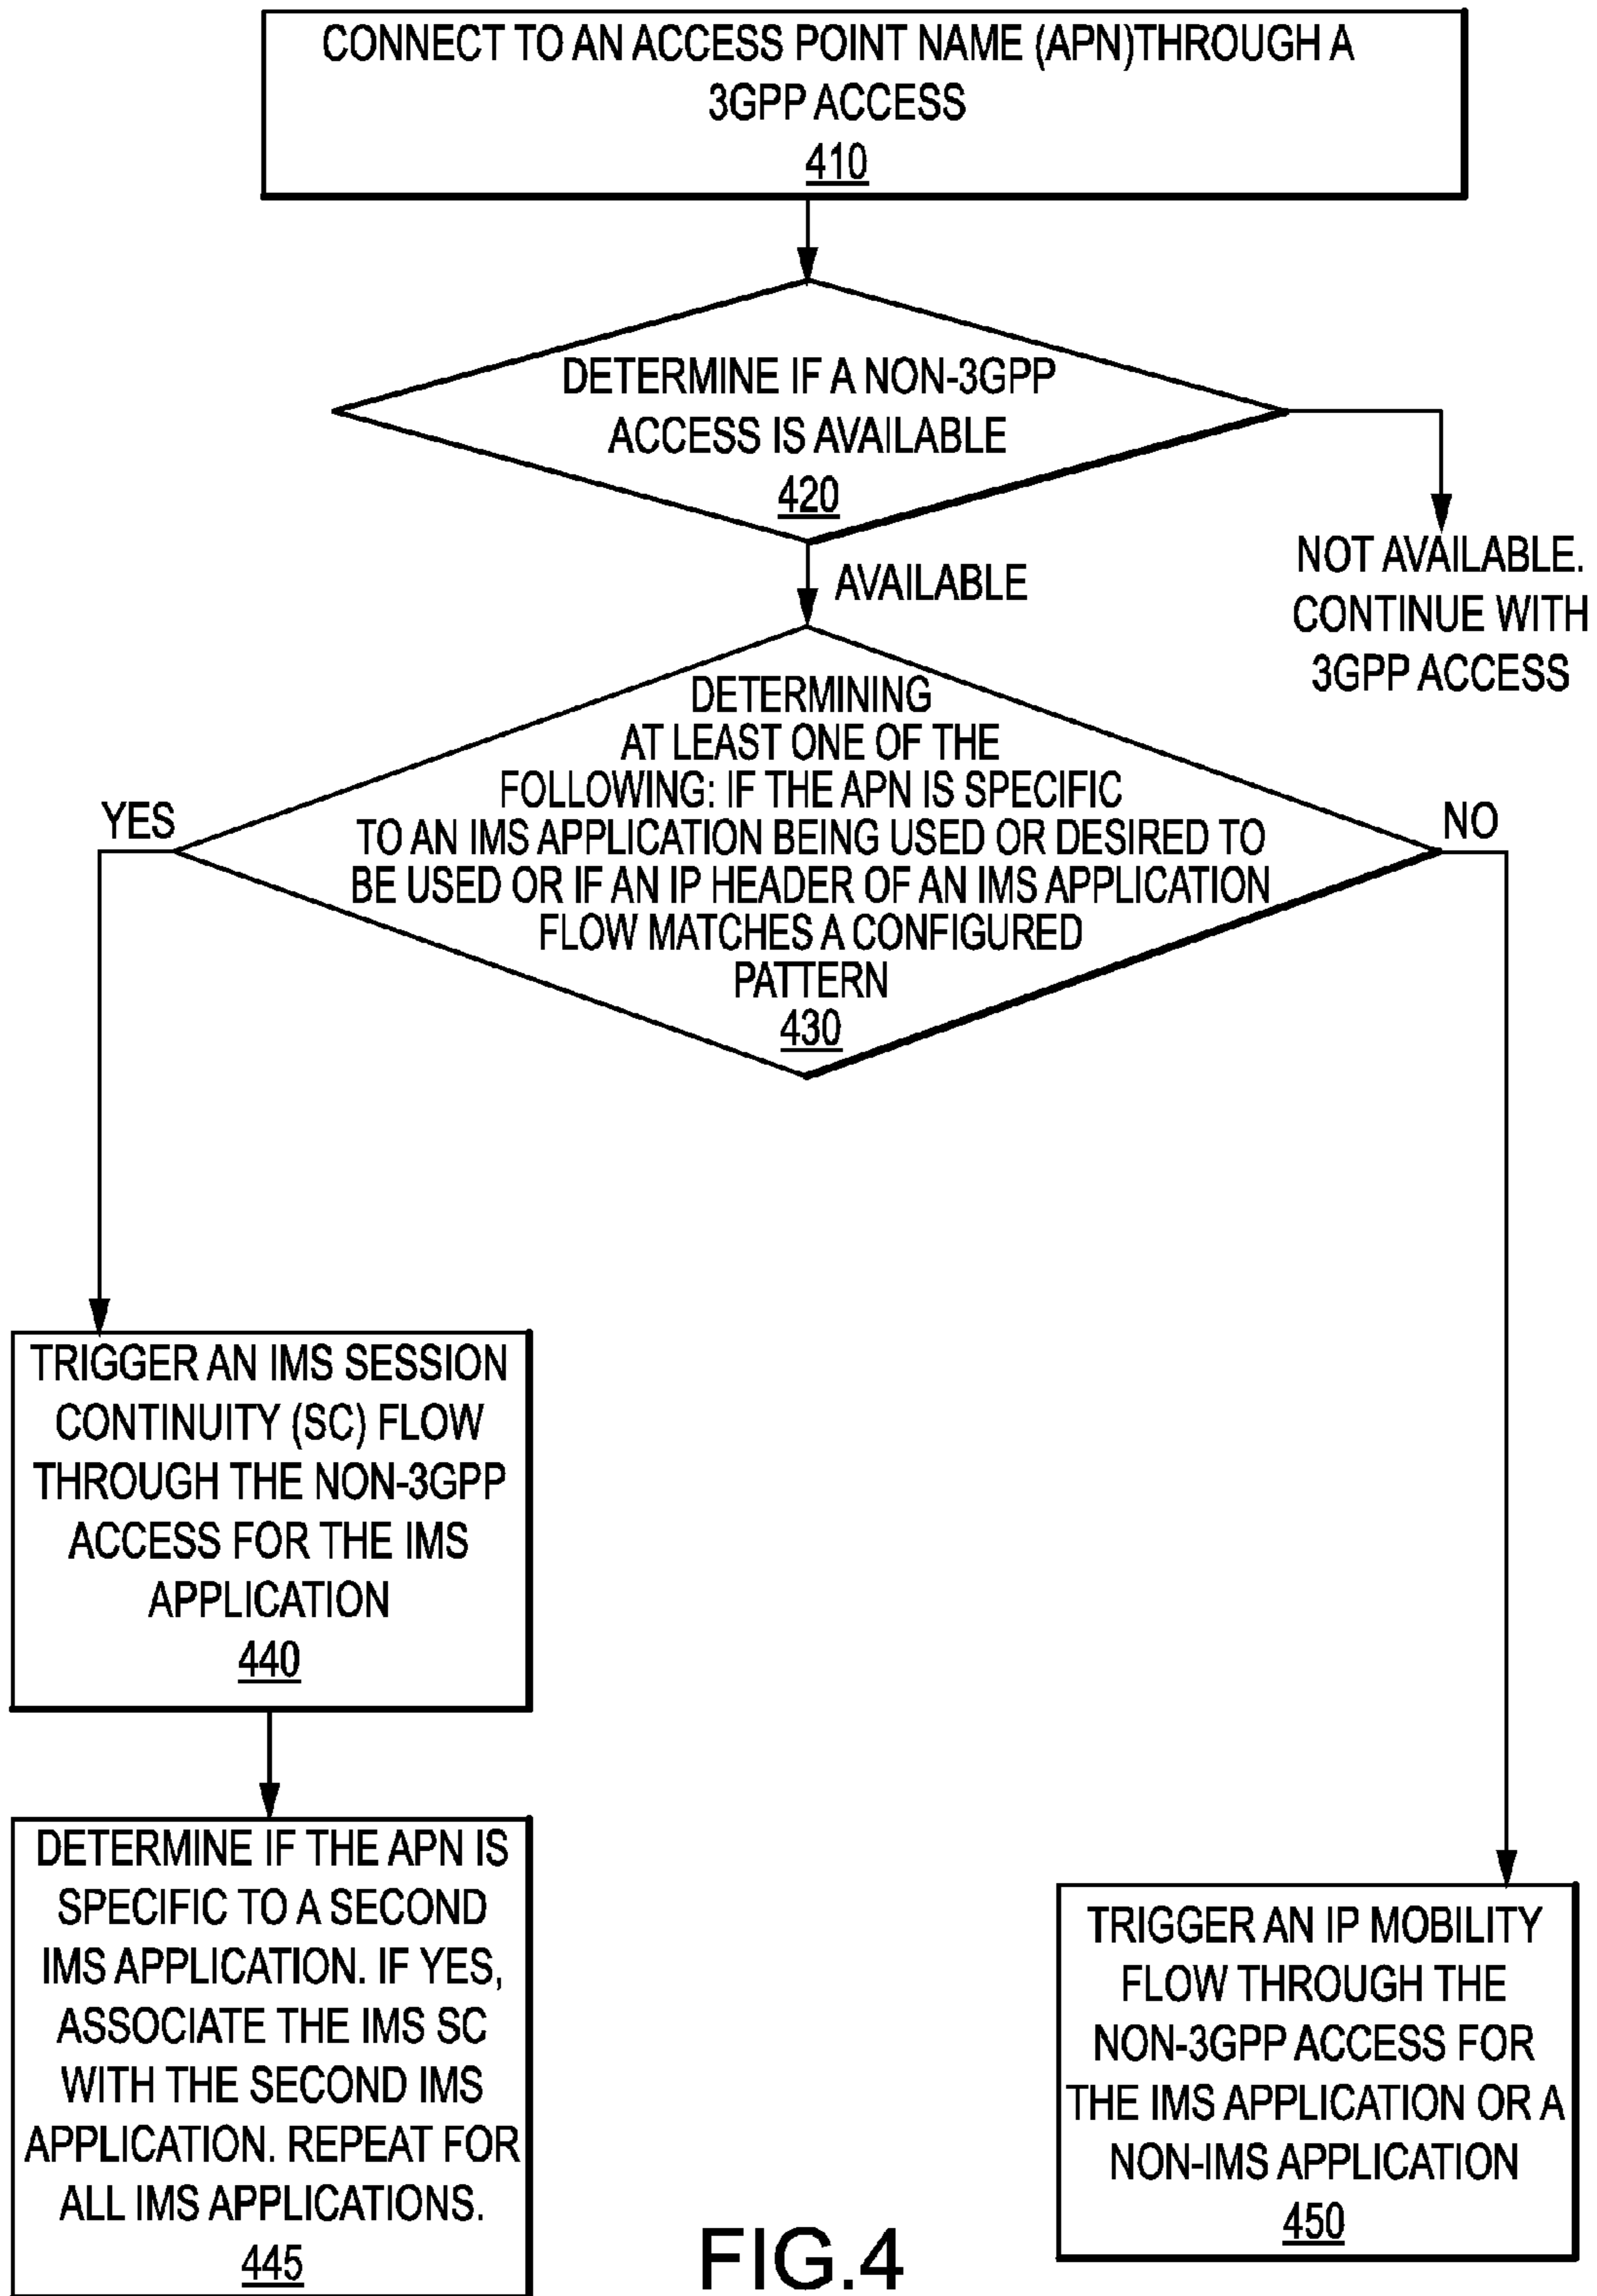 CONNECT TO AN ACCESS POINT NAME (APN)THROUGH A
3GPP ACCESS
410
DETERMINE IF A NON-3GPP
ACCESS IS AVAILABLE
420
NOT AVAILABLE.
CONTINUE WITH
3GPP ACCESS
AVAILABLE
DETERMINING
AT LEAST ONE OF THE
FOLLOWING: IF THE APN IS SPECIFIC
TO AN IMS APPLICATION BEING USED OR DESIRED TO
BE USED OR IF AN IP HEADER OF AN IMS APPLICATION
FLOW MATCHES A CONFIGURED
PATTERN
430
YES
NO
TRIGGER AN IMS SESSION
CONTINUITY (SC) FLOW
THROUGH THE NON-3GPP
ACCESS FOR THE IMS
APPLICATION
440
DETERMINE IF THE APN IS
SPECIFIC TO A SECOND
IMS APPLICATION. IF YES,
ASSOCIATE THE IMS SC
WITH THE SECOND IMS
APPLICATION. REPEAT FOR
ALL IMS APPLICATIONS.
445
TRIGGER AN IP MOBILITY
FLOW THROUGH THE
NON-3GPP ACCESS FOR
THE IMS APPLICATION OR A
NON-IMS APPLICATION
450
FIG.4